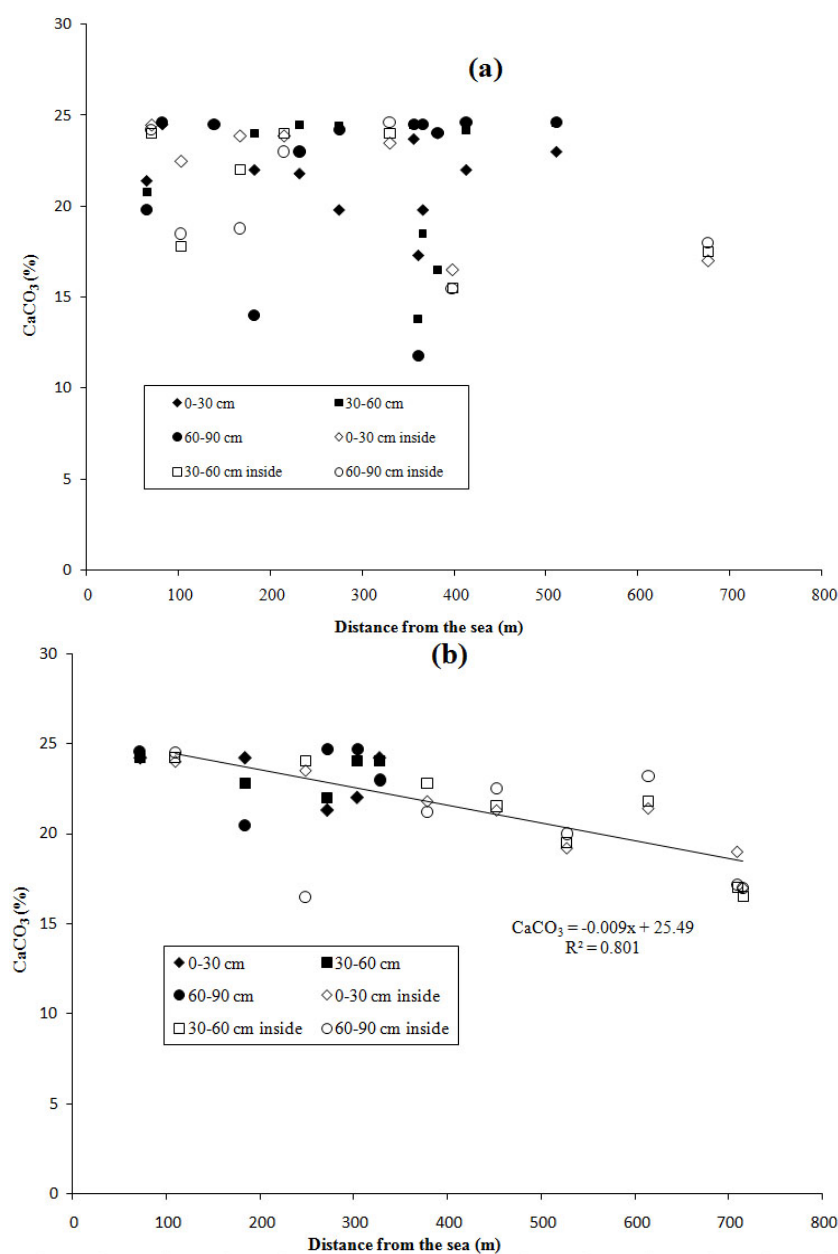 (a)
30
25
20
15
10
5
0
CaCO₃ (%)
0-30 cm
30-60 cm
60-90 cm
0-30 cm inside
30-60 cm inside
60-90 cm inside
0 100 200 300 400 500 600 700 800
Distance from the sea (m)
(b)
30
25
20
15
10
5
0
CaCO₃ (%)
CaCO₃ = -0.009x + 25.49
R² = 0.801
0-30 cm
30-60 cm
60-90 cm
0-30 cm inside
30-60 cm inside
60-90 cm inside
0 100 200 300 400 500 600 700 800
Distance from the sea (m)